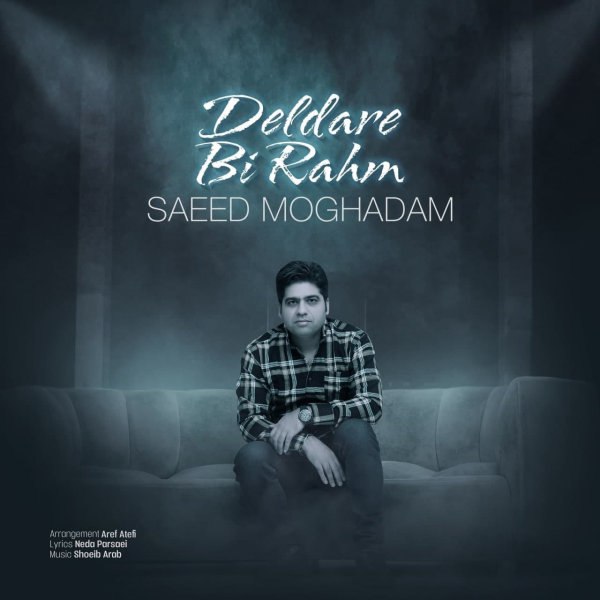 Deldare
Bi Rahm
SAEED MOGHADAM
Arrangement Aref Atefi
Lyrics Neda Parsaei
Music Shoeib Arab